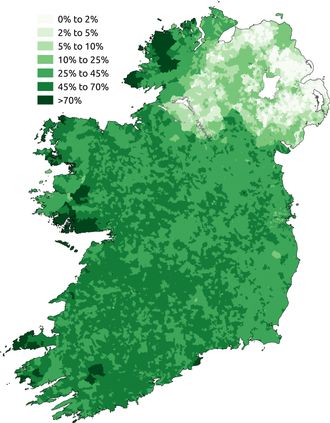 0% to 2%
2% to 5%
5% to 10%
10% to 25%
25% to 45%
45% to 70%
>70%